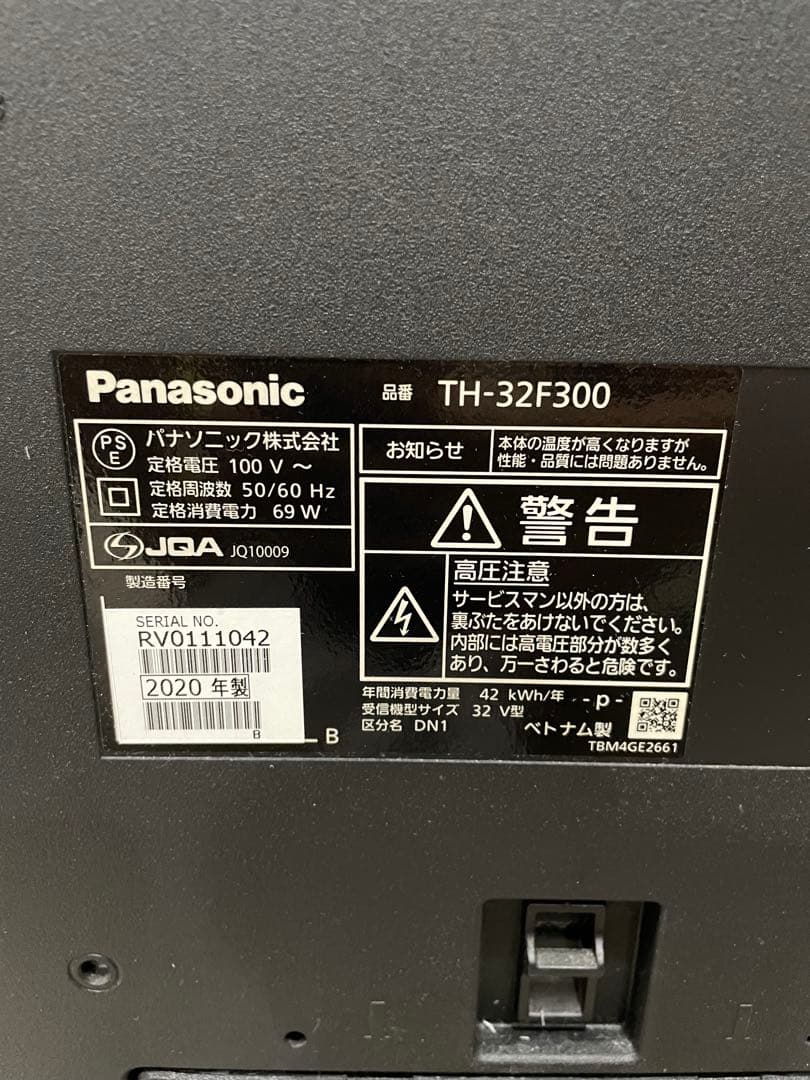 Panasonic 品番 TH-32F300
PS
E
パナソニック株式会社
定格電圧 100 V ～
定格周波数 50/60 Hz
定格消費電力 69 W
JQA JQ10009
製造番号
SERIAL NO.
RV0111042
2020 年製
B
B
お知らせ
本体の温度が高くなりますが
性能・品質には問題ありません。
警告
高圧注意
サービスマン以外の方は、
裏ぶたをあけないでください。
内部には高電圧部分が数多く
あり、万一さわると危険です。
年間消費電力量 42 kWh/年
受信機型サイズ 32 V型
区分名 DN1
-p-
ベトナム製
TBM4GE2661